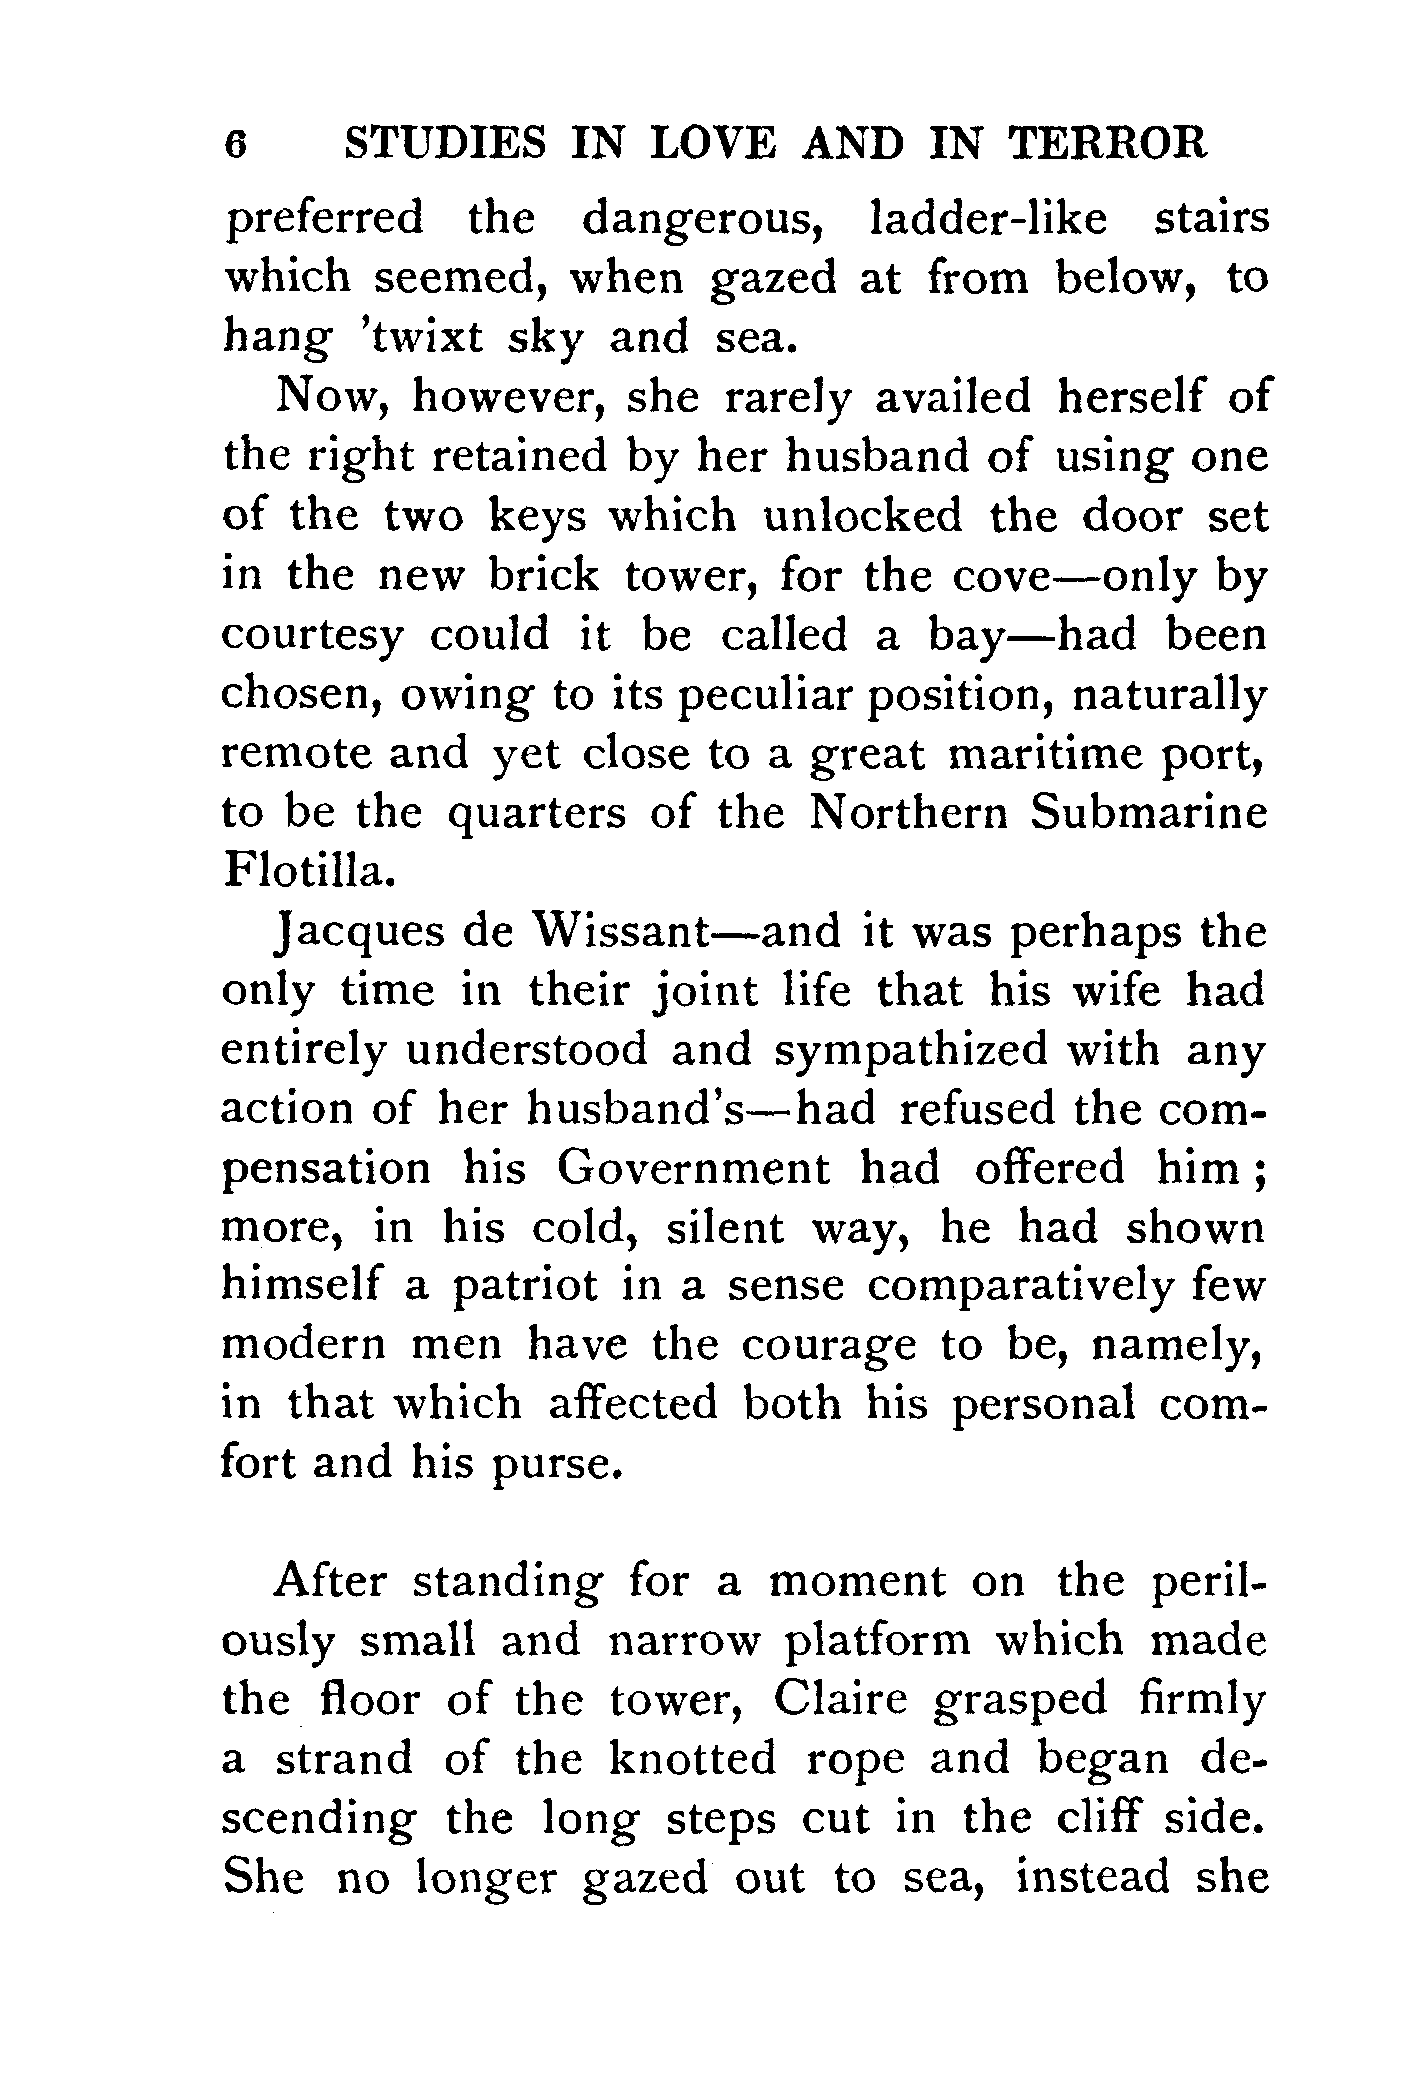 6 STUDIES IN LOVE AND IN TERROR
preferred the dangerous, ladder-like stairs
which seemed, when gazed at from below, to
hang 'twixt sky and sea.
Now, however, she rarely availed herself of
the right retained by her husband of using one
of the two keys which unlocked the door set
in the new brick tower, for the cove—only by
courtesy could it be called a bay—had been
chosen, owing to its peculiar position, naturally
remote and yet close to a great maritime port,
to be the quarters of the Northern Submarine
Flotilla.
Jacques de Wissant—and it was perhaps the
only time in their joint life that his wife had
entirely understood and sympathized with any
action of her husband's—had refused the com-
pensation his Government had offered him ;
more, in his cold, silent way, he had shown
himself a patriot in a sense comparatively few
modern men have the courage to be, namely,
in that which affected both his personal com-
fort and his purse.
After standing for a moment on the peril-
ously small and narrow platform which made
the floor of the tower, Claire grasped firmly
a strand of the knotted rope and began de-
scending the long steps cut in the cliff side.
She no longer gazed out to sea, instead she